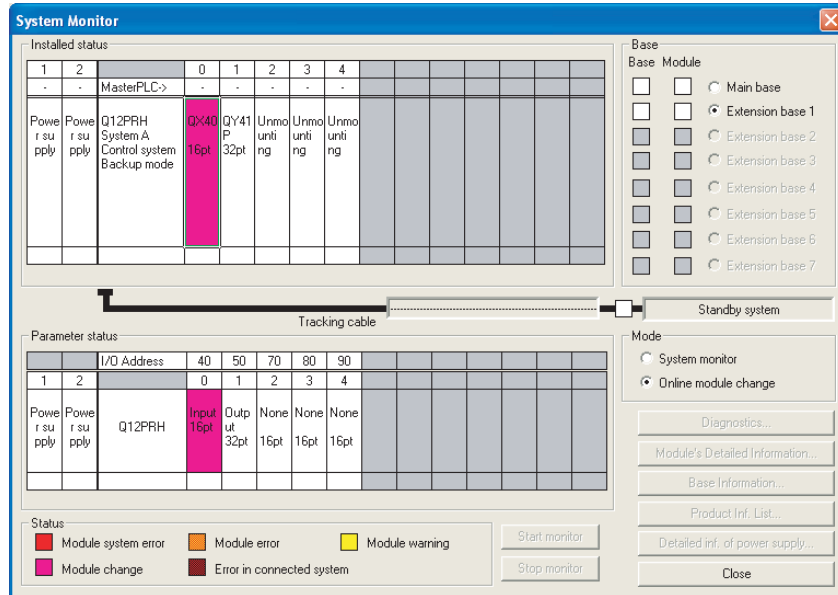 System Monitor
Installed status
1 2 0 1 2 3 4
- - MasterPLC-> - - - - -
Powe Powe Q12PRH QX40 QY41 Unmo Unmo Unmo
r su r su System A P unti unti unti
pply pply Control system 16pt 32pt ng ng ng
Backup mode
Base
Base Module
Main base
Extension base 1
Extension base 2
Extension base 3
Extension base 4
Extension base 5
Extension base 6
Extension base 7
Tracking cable
Standby system
Parameter status
I/O Address 40 50 70 80 90
1 2 0 1 2 3 4
Powe Powe Input Outp None None None
r su r su Q12PRH 16pt ut
pply pply 32pt 16pt 16pt 16pt
Mode
System monitor
Online module change
Diagnostics...
Module's Detailed Information...
Base Information...
Product Inf. List...
Detailed inf. of power supply...
Close
Status
Module system error Module error Module warning
Module change Error in connected system
Start monitor
Stop monitor